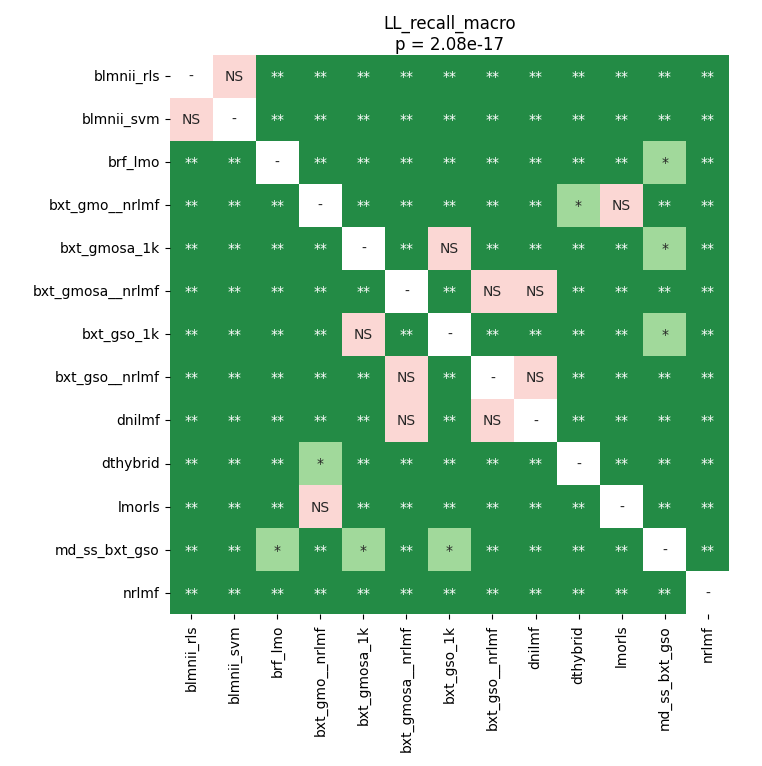 LL_recall_macro
p = 2.08e-17
blmnii_rls - NS ** ** ** ** ** ** ** ** ** ** **
blmnii_svm NS - ** ** ** ** ** ** ** ** ** ** **
brf_lmo ** ** - ** ** ** ** ** ** ** ** * **
bxt_gmo__nrlmf ** ** ** - ** ** ** ** ** * NS ** **
bxt_gmosa_1k ** ** ** ** - ** NS ** ** ** ** * **
bxt_gmosa__nrlmf ** ** ** ** ** - ** NS NS ** ** ** **
bxt_gso_1k ** ** ** ** NS ** - ** ** ** ** * **
bxt_gso__nrlmf ** ** ** ** ** NS ** - NS ** ** ** **
dnilmf ** ** ** ** ** NS ** NS - ** ** ** **
dthybrid ** ** ** * ** ** ** ** ** - ** ** **
lmorls ** ** ** NS ** ** ** ** ** ** - ** **
md_ss_bxt_gso ** ** * ** * ** * ** ** ** ** - **
nrlmf ** ** ** ** ** ** ** ** ** ** ** ** -
blmnii_rls
blmnii_svm
brf_lmo
bxt_gmo__nrlmf
bxt_gmosa_1k
bxt_gmosa__nrlmf
bxt_gso_1k
bxt_gso__nrlmf
dnilmf
dthybrid
lmorls
md_ss_bxt_gso
nrlmf